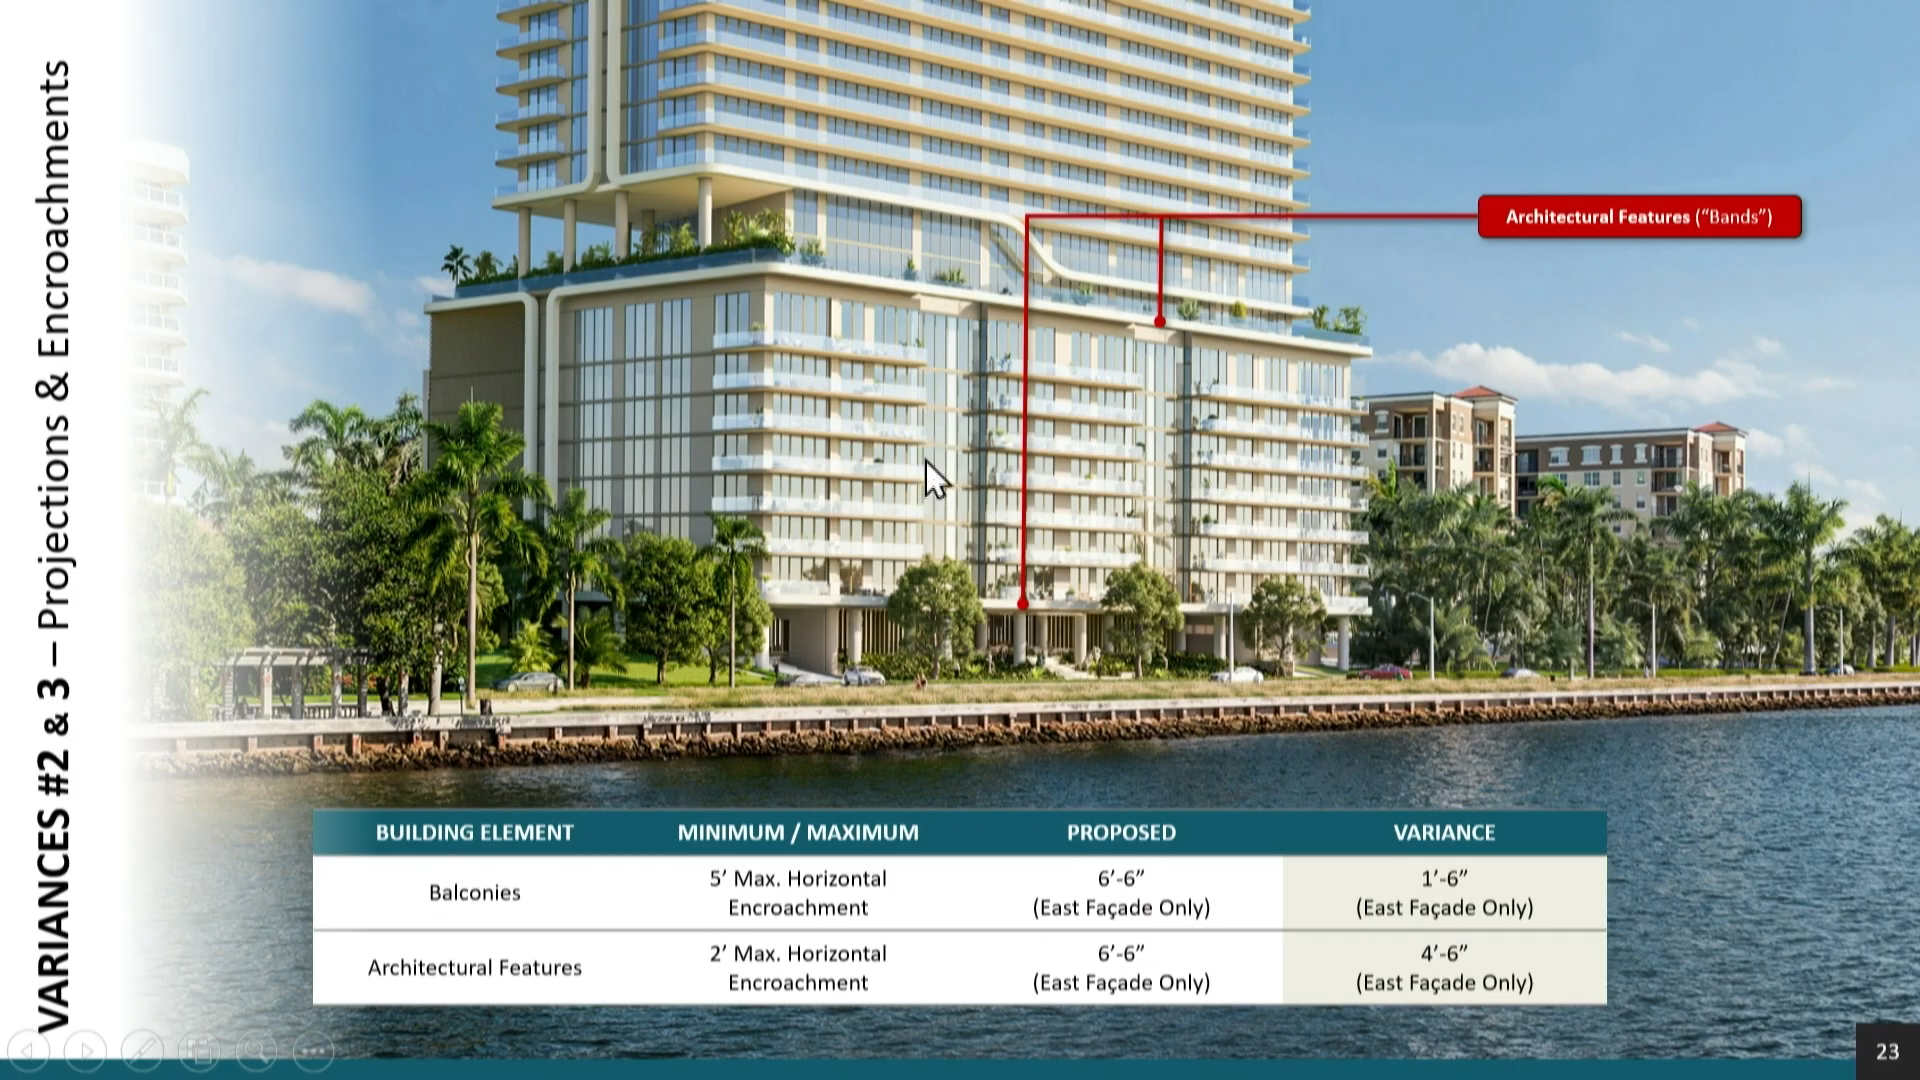 VARIANCES #2 & 3 – Projections & Encroachments
Architectural Features (“Bands”)
BUILDING ELEMENT MINIMUM / MAXIMUM PROPOSED VARIANCE
Balconies
5’ Max. Horizontal
Encroachment
6’-6”
(East Façade Only)
1’-6”
(East Façade Only)
Architectural Features
2’ Max. Horizontal
Encroachment
6’-6”
(East Façade Only)
4’-6”
(East Façade Only)
23